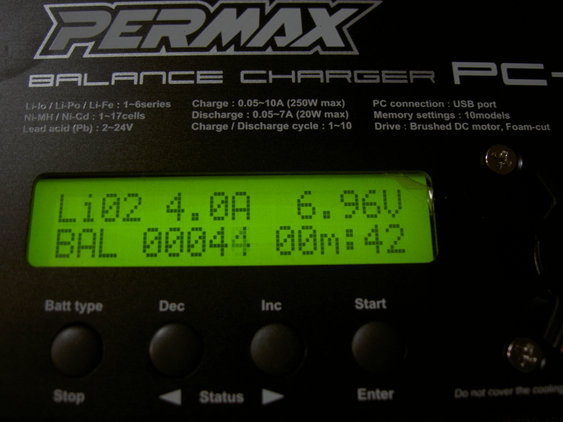 PERMAX
BALANCE CHARGER PC-
Li-Io / Li-Po / Li-Fe : 1~6series
Ni-MH / Ni-Cd : 1~17cells
Lead acid (Pb) : 2~24V
Charge : 0.05~10A (250W max)
Discharge : 0.05~7A (20W max)
Charge / Discharge cycle : 1~10
PC connection : USB port
Memory settings : 10models
Drive : Brushed DC motor, Foam-cut
Li02 4.0A 6.96V
BAL 00044 00m:42
Batt type Dec Inc Start
Stop ◀ Status ▶ Enter
Do not cover the cooling